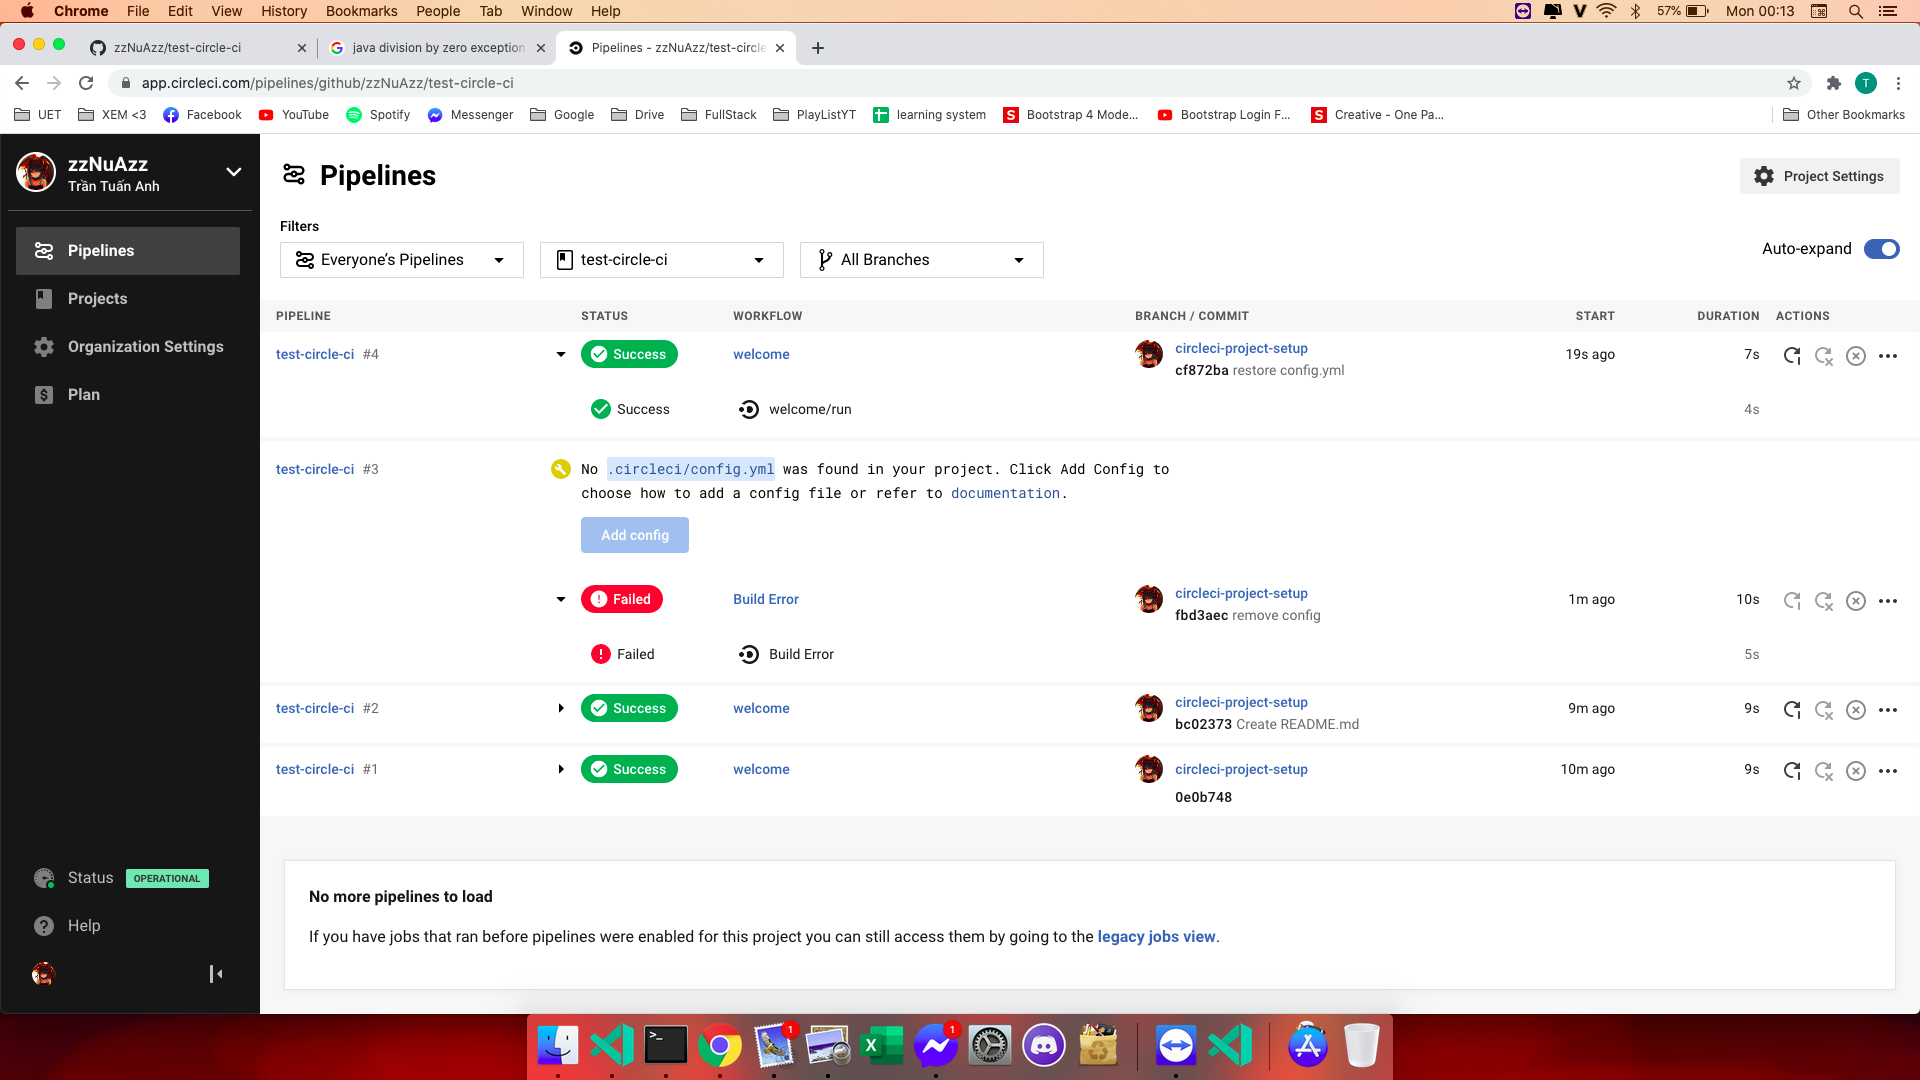 Chrome File Edit View History Bookmarks People Tab Window Help 57% Mon 00:13
zzNuAzz/test-circle-ci java division by zero exception Pipelines - zzNuAzz/test-circle
app.circleci.com/pipelines/github/zzNuAzz/test-circle-ci T
UET XEM <3 Facebook YouTube Spotify Messenger Google Drive FullStack PlayListYT learning system Bootstrap 4 Mode... Bootstrap Login F... Creative - One Pa... Other Bookmarks
zzNuAzz
Trần Tuấn Anh
Pipelines
Projects
Organization Settings
Plan
Status OPERATIONAL
Help
Pipelines
Project Settings
Filters
Everyone's Pipelines test-circle-ci All Branches
Auto-expand
PIPELINE STATUS WORKFLOW BRANCH / COMMIT START DURATION ACTIONS
test-circle-ci #4 Success welcome circleci-project-setup 19s ago 7s
cf872ba restore config.yml
Success welcome/run 4s
test-circle-ci #3 No .circleci/config.yml was found in your project. Click Add Config to
choose how to add a config file or refer to documentation.
Add config
Failed Build Error circleci-project-setup 1m ago 10s
fbd3aec remove config
Failed Build Error 5s
test-circle-ci #2 Success welcome circleci-project-setup 9m ago 9s
bc02373 Create README.md
test-circle-ci #1 Success welcome circleci-project-setup 10m ago 9s
0e0b748
No more pipelines to load
If you have jobs that ran before pipelines were enabled for this project you can still access them by going to the legacy jobs view.
1 1